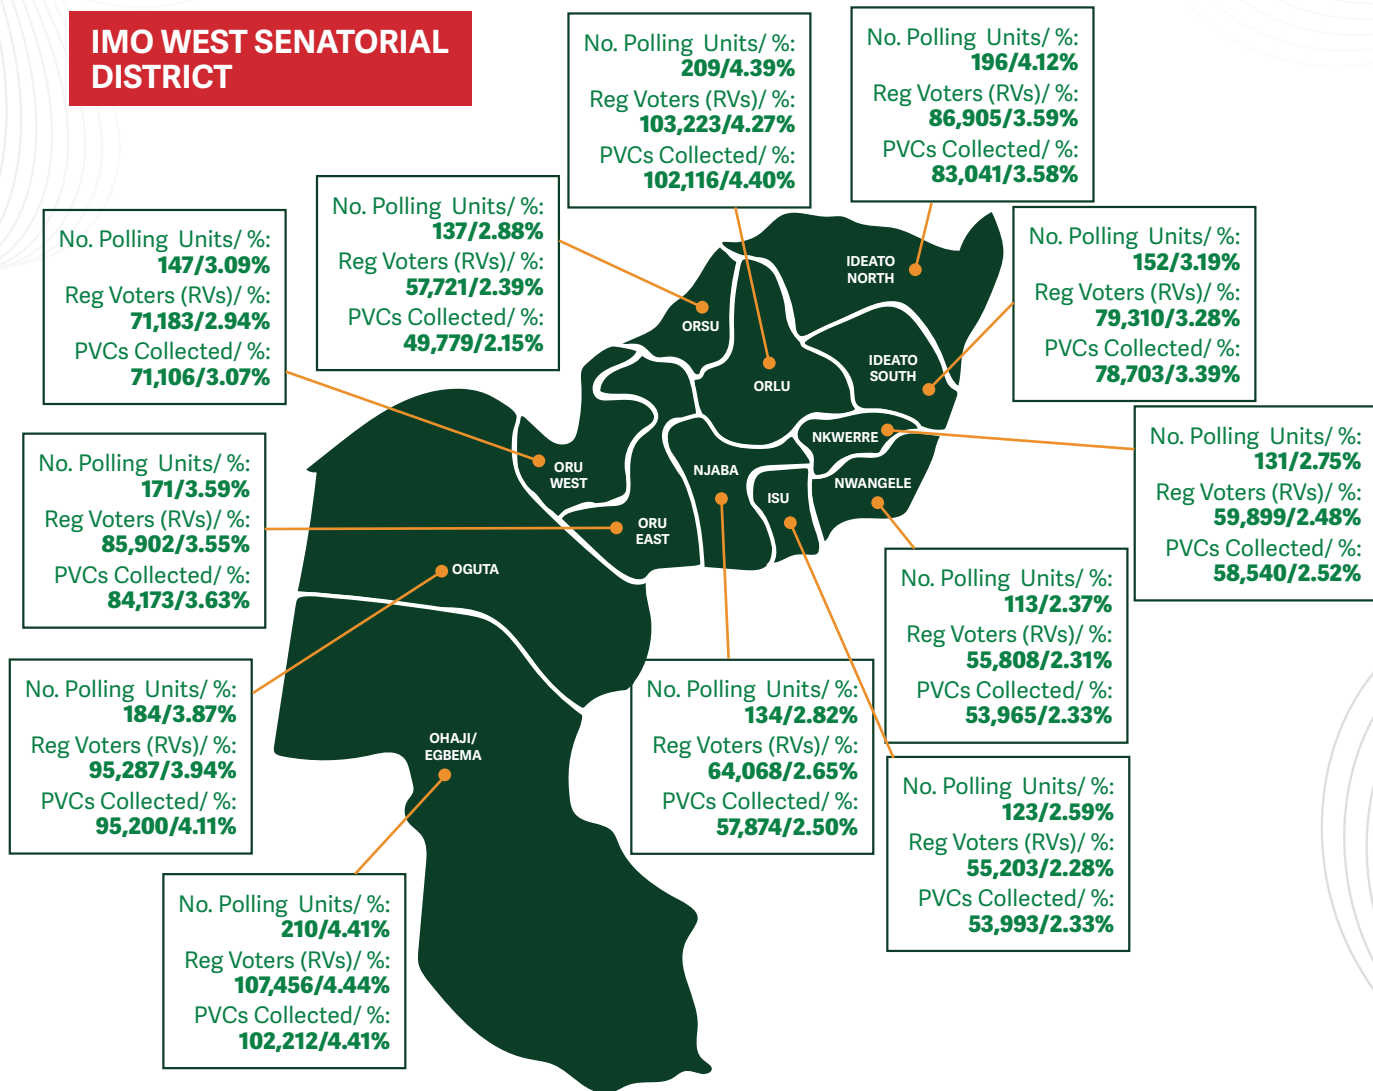 IMO WEST SENATORIAL
DISTRICT
No. Polling Units/ %:
209/4.39%
Reg Voters (RVs)/ %:
103,223/4.27%
PVCs Collected/ %:
102,116/4.40%
No. Polling Units/ %:
196/4.12%
Reg Voters (RVs)/ %:
86,905/3.59%
PVCs Collected/ %:
83,041/3.58%
No. Polling Units/ %:
137/2.88%
Reg Voters (RVs)/ %:
57,721/2.39%
PVCs Collected/ %:
49,779/2.15%
No. Polling Units/ %:
147/3.09%
Reg Voters (RVs)/ %:
71,183/2.94%
PVCs Collected/ %:
71,106/3.07%
No. Polling Units/ %:
152/3.19%
Reg Voters (RVs)/ %:
79,310/3.28%
PVCs Collected/ %:
78,703/3.39%
IDEATO
NORTH
ORSU
IDEATO
SOUTH
ORLU
NKWERRE
ORU
WEST
NJABA
ISU
NWANGELE
ORU
EAST
OGUTA
OHAJI/
EGBEMA
No. Polling Units/ %:
131/2.75%
Reg Voters (RVs)/ %:
59,899/2.48%
PVCs Collected/ %:
58,540/2.52%
No. Polling Units/ %:
171/3.59%
Reg Voters (RVs)/ %:
85,902/3.55%
PVCs Collected/ %:
84,173/3.63%
No. Polling Units/ %:
113/2.37%
Reg Voters (RVs)/ %:
55,808/2.31%
PVCs Collected/ %:
53,965/2.33%
No. Polling Units/ %:
184/3.87%
Reg Voters (RVs)/ %:
95,287/3.94%
PVCs Collected/ %:
95,200/4.11%
No. Polling Units/ %:
134/2.82%
Reg Voters (RVs)/ %:
64,068/2.65%
PVCs Collected/ %:
57,874/2.50%
No. Polling Units/ %:
123/2.59%
Reg Voters (RVs)/ %:
55,203/2.28%
PVCs Collected/ %:
53,993/2.33%
No. Polling Units/ %:
210/4.41%
Reg Voters (RVs)/ %:
107,456/4.44%
PVCs Collected/ %:
102,212/4.41%